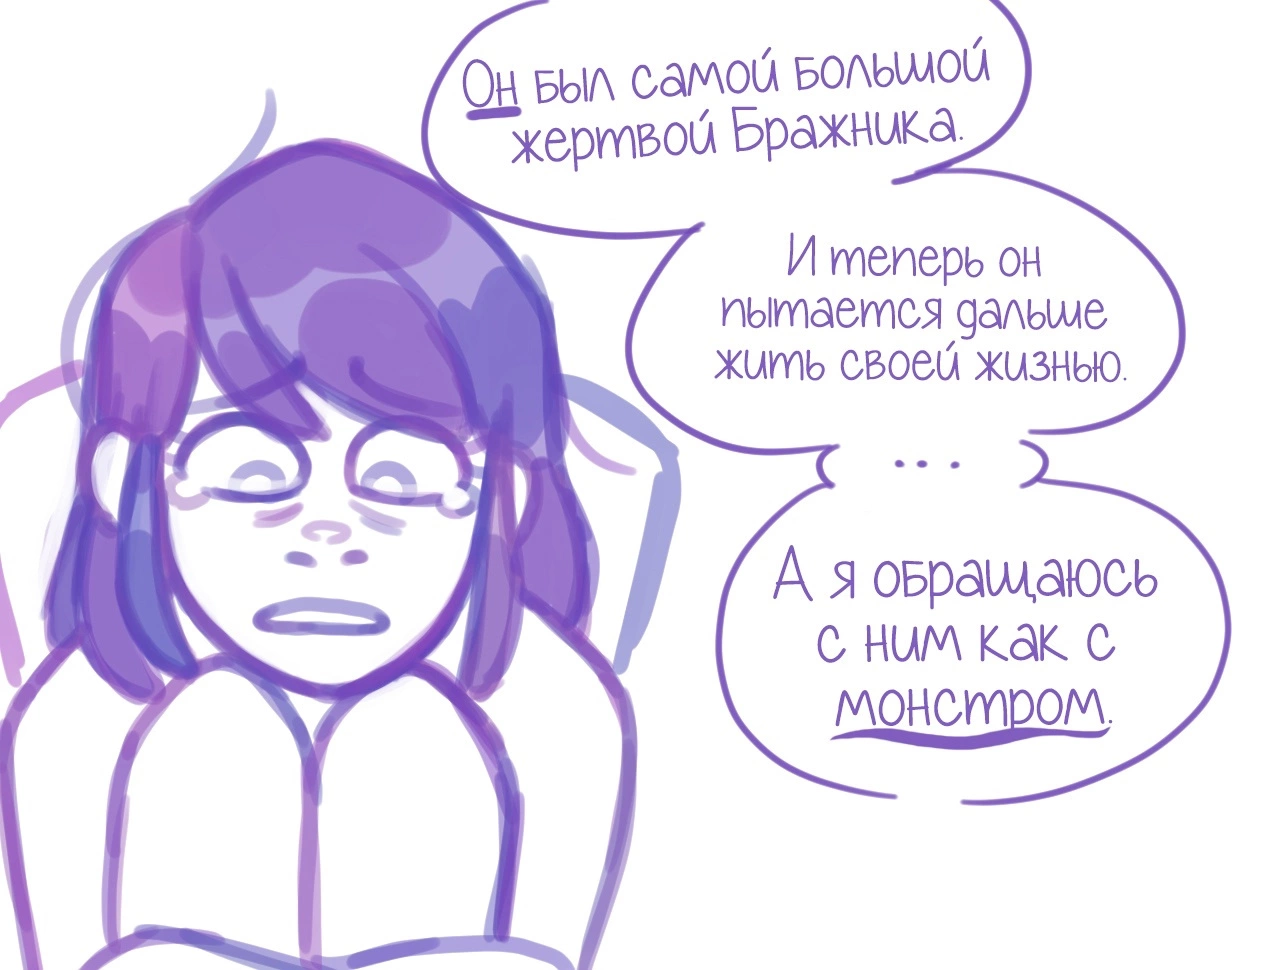 Он был самой большой
жертвой Бражника.
И теперь он
пытается дальше
жить своей жизнью.
...
А я обращаюсь
с ним как с
монстром.